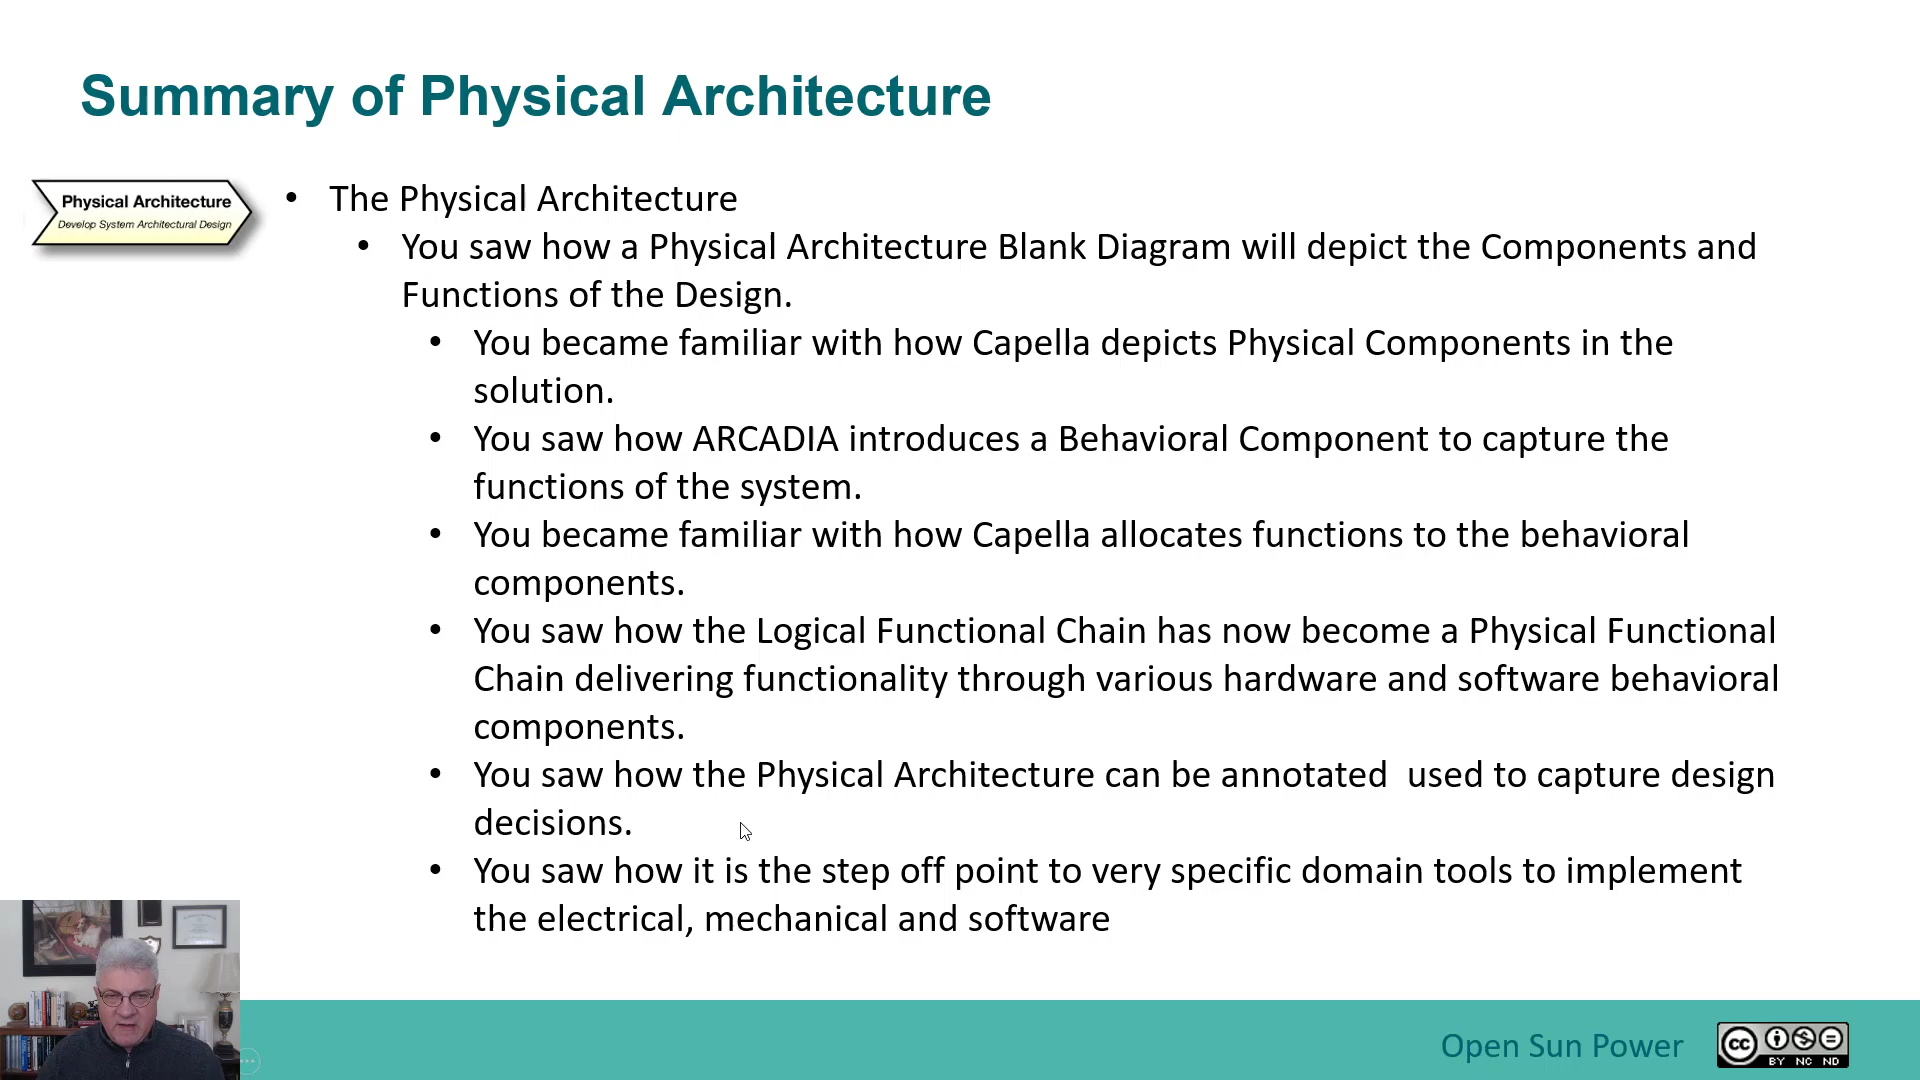 Summary of Physical Architecture
Physical Architecture
Develop System Architectural Design
• The Physical Architecture
• You saw how a Physical Architecture Blank Diagram will depict the Components and
Functions of the Design.
• You became familiar with how Capella depicts Physical Components in the
solution.
• You saw how ARCADIA introduces a Behavioral Component to capture the
functions of the system.
• You became familiar with how Capella allocates functions to the behavioral
components.
• You saw how the Logical Functional Chain has now become a Physical Functional
Chain delivering functionality through various hardware and software behavioral
components.
• You saw how the Physical Architecture can be annotated  used to capture design
decisions.
• You saw how it is the step off point to very specific domain tools to implement
the electrical, mechanical and software
Open Sun Power
cc
BY NC ND